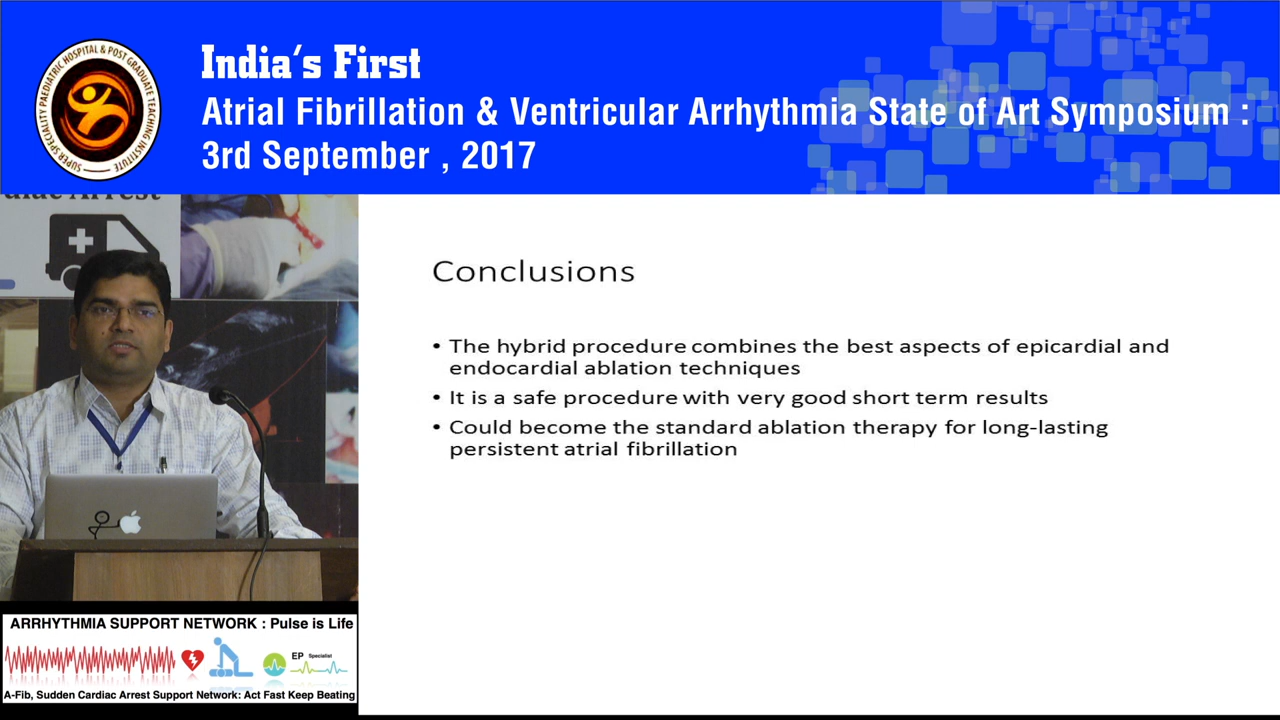 India's First
Atrial Fibrillation & Ventricular Arrhythmia State of Art Symposium :
3rd September , 2017
SUPER SPECIALITY PAEDIATRIC HOSPITAL & POST GRADUATE TEACHING INSTITUTE
Conclusions
• The hybrid procedure combines the best aspects of epicardial and
endocardial ablation techniques
• It is a safe procedure with very good short term results
• Could become the standard ablation therapy for long-lasting
persistent atrial fibrillation
ARRHYTHMIA SUPPORT NETWORK : Pulse is Life
EP Specialist
A-Fib, Sudden Cardiac Arrest Support Network: Act Fast Keep Beating